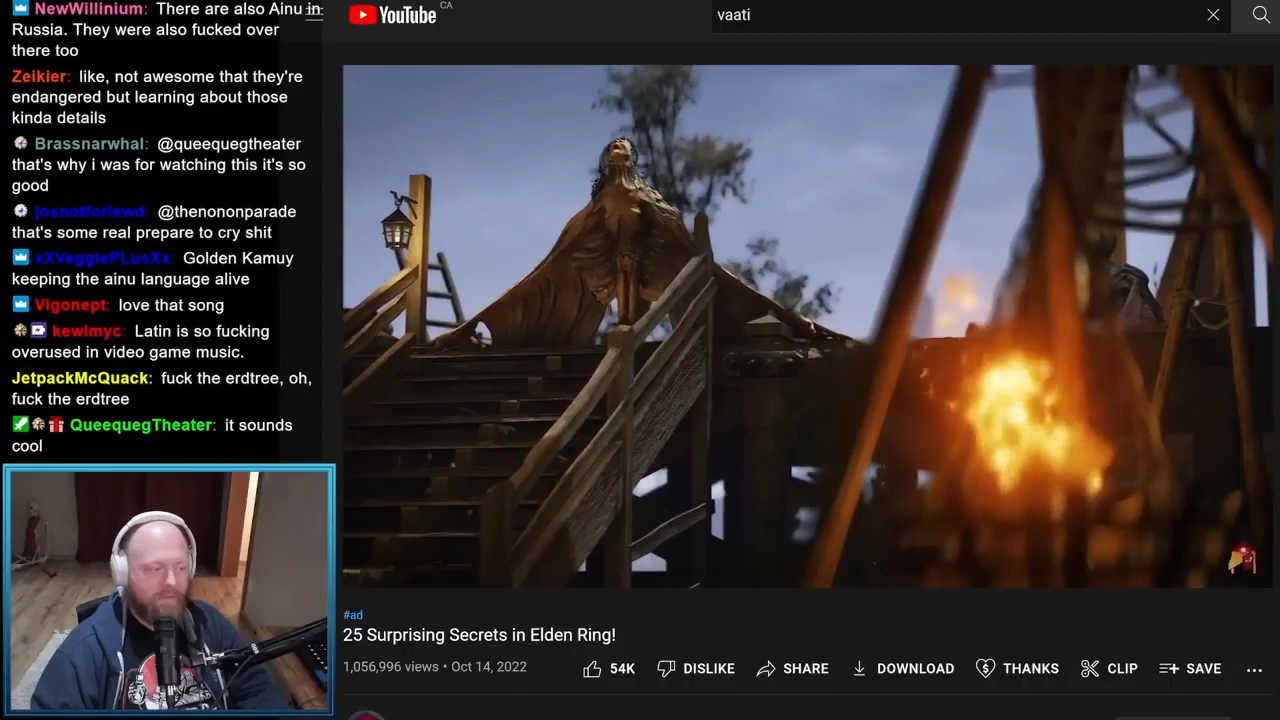 NewWillinium: There are also Ainu in
Russia. They were also fucked over
there too
Zeikier: like, not awesome that they're
endangered but learning about those
kinda details
Brassnarwhal: @queequegtheater
that's why i was for watching this it's so
good
josnotforlewd: @thenononparade
that's some real prepare to cry shit
xXVeggiePLusXx: Golden Kamuy
keeping the ainu language alive
Vigonept: love that song
kewlmyc: Latin is so fucking
overused in video game music.
JetpackMcQuack: fuck the erdtree, oh,
fuck the erdtree
QueequegTheater: it sounds
cool
YouTube CA
vaati
#ad
25 Surprising Secrets in Elden Ring!
1,056,996 views • Oct 14, 2022
54K DISLIKE SHARE DOWNLOAD THANKS CLIP SAVE